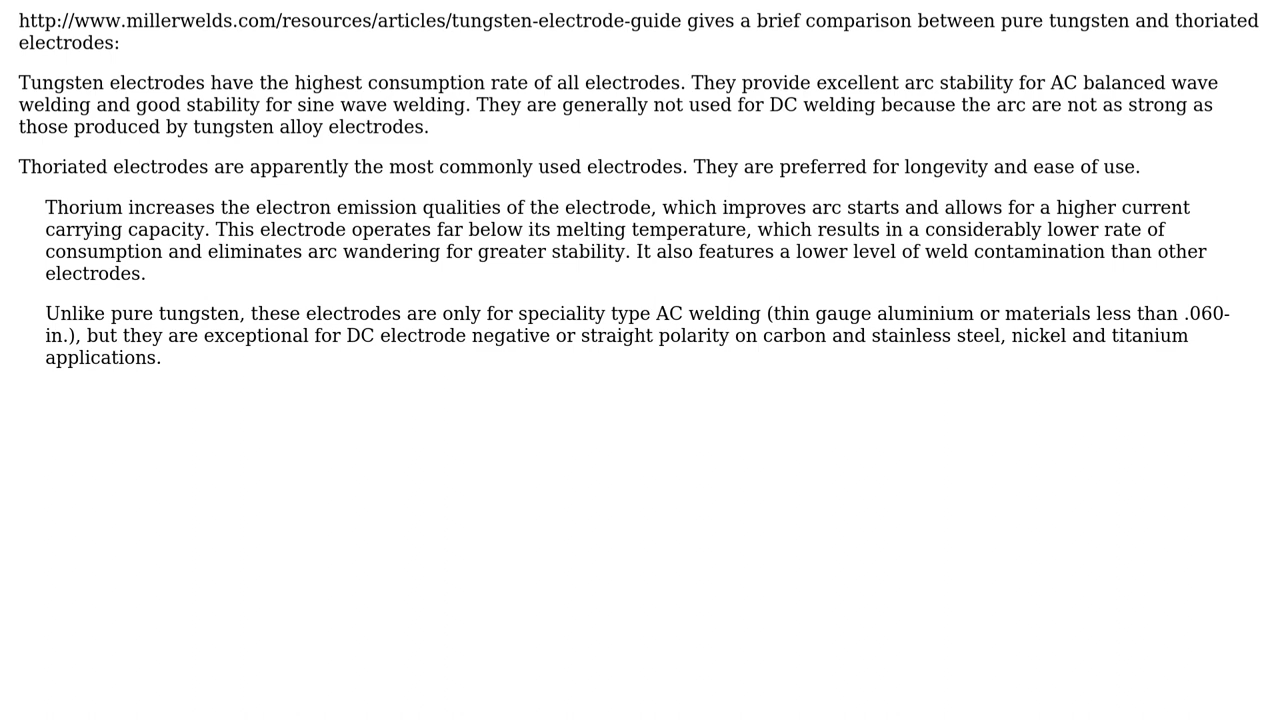 http://www.millerwelds.com/resources/articles/tungsten-electrode-guide gives a brief comparison between pure tungsten and thoriated
electrodes:
Tungsten electrodes have the highest consumption rate of all electrodes. They provide excellent arc stability for AC balanced wave
welding and good stability for sine wave welding. They are generally not used for DC welding because the arc are not as strong as
those produced by tungsten alloy electrodes.
Thoriated electrodes are apparently the most commonly used electrodes. They are preferred for longevity and ease of use.
Thorium increases the electron emission qualities of the electrode, which improves arc starts and allows for a higher current
carrying capacity. This electrode operates far below its melting temperature, which results in a considerably lower rate of
consumption and eliminates arc wandering for greater stability. It also features a lower level of weld contamination than other
electrodes.
Unlike pure tungsten, these electrodes are only for speciality type AC welding (thin gauge aluminium or materials less than .060-
in.), but they are exceptional for DC electrode negative or straight polarity on carbon and stainless steel, nickel and titanium
applications.